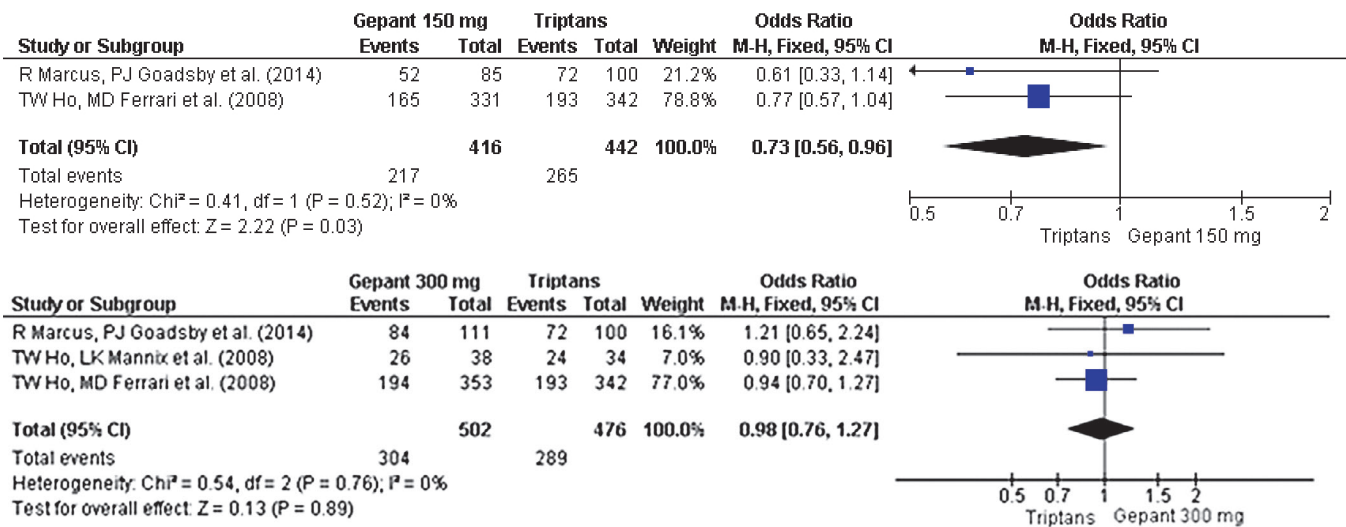 Gepant 150 mg Triptans Odds Ratio Odds Ratio
Study or Subgroup Events Total Events Total Weight M-H, Fixed, 95% CI M-H, Fixed, 95% CI
R Marcus, PJ Goadsby et al. (2014) 52 85 72 100 21.2% 0.61 [0.33, 1.14]
TW Ho, MD Ferrari et al. (2008) 165 331 193 342 78.8% 0.77 [0.57, 1.04]
Total (95% CI) 416 442 100.0% 0.73 [0.56, 0.96]
Total events 217 265
Heterogeneity: Chi² = 0.41, df = 1 (P = 0.52); I² = 0%
Test for overall effect: Z = 2.22 (P = 0.03)
0.5 0.7 1 1.5 2
Triptans Gepant 150 mg
Gepant 300 mg Triptans Odds Ratio Odds Ratio
Study or Subgroup Events Total Events Total Weight M-H, Fixed, 95% CI M-H, Fixed, 95% CI
R Marcus, PJ Goadsby et al. (2014) 84 111 72 100 16.1% 1.21 [0.65, 2.24]
TW Ho, LK Mannix et al. (2008) 26 38 24 34 7.0% 0.90 [0.33, 2.47]
TW Ho, MD Ferrari et al. (2008) 194 353 193 342 77.0% 0.94 [0.70, 1.27]
Total (95% CI) 502 476 100.0% 0.98 [0.76, 1.27]
Total events 304 289
Heterogeneity: Chi² = 0.54, df = 2 (P = 0.76); I² = 0%
Test for overall effect: Z = 0.13 (P = 0.89)
0.5 0.7 1 1.5 2
Triptans Gepant 300 mg